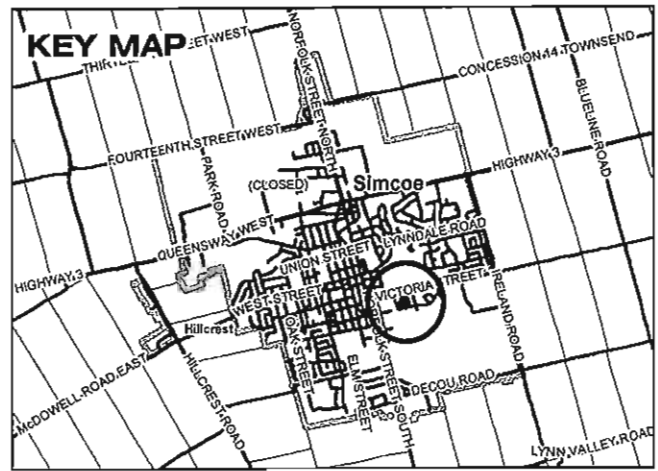 KEY MAP
THIRTEENTH STREET WEST
NORFOLK STREET NORTH
CONCESSION 14 TOWNSEND
BLUELINE ROAD
FOURTEENTH STREET WEST
PARK ROAD
(CLOSED)
Simcoe
HIGHWAY 3
QUEENSWAY WEST
LYNNDALE ROAD
UNION STREET
HIGHWAY 3
WEST STREET
VICTORIA STREET
IRELAND ROAD
Hillcrest
OAK STREET
NORFOLK STREET SOUTH
ELM STREET
McDOWELL ROAD EAST
HILLCREST ROAD
DECOU ROAD
LYNN VALLEY ROAD